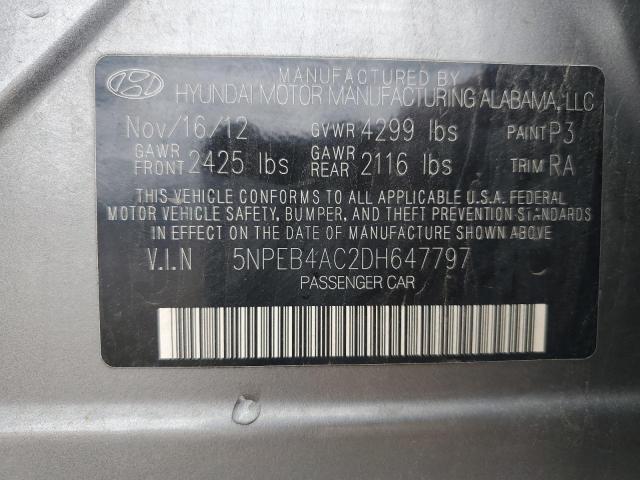 MANUFACTURED BY
HYUNDAI MOTOR MANUFACTURING ALABAMA, LLC
Nov/16/12 GVWR 4299 lbs PAINT P3
GAWR FRONT 2425 lbs GAWR REAR 2116 lbs TRIM RA
THIS VEHICLE CONFORMS TO ALL APPLICABLE U.S.A. FEDERAL
MOTOR VEHICLE SAFETY, BUMPER, AND THEFT PREVENTION STANDARDS
IN EFFECT ON THE DATE OF MANUFACTURE SHOWN ABOVE.
V.I.N 5NPEB4AC2DH647797
PASSENGER CAR